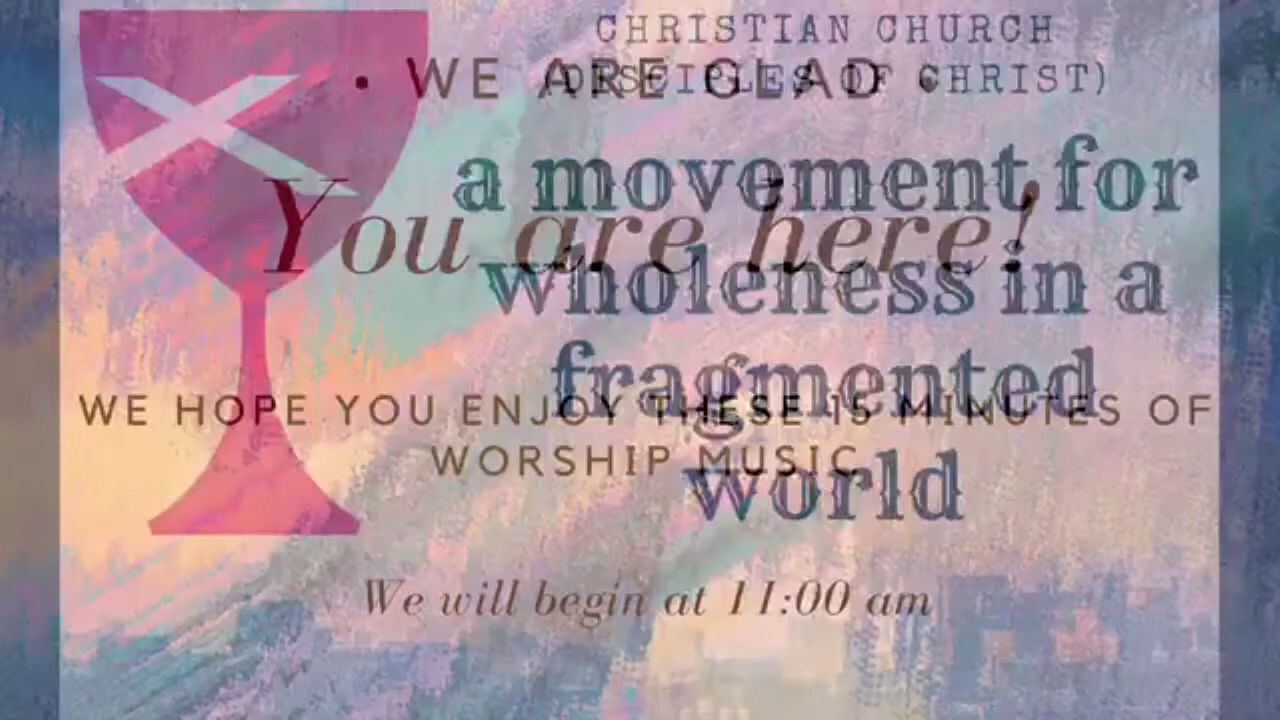 CHRISTIAN CHURCH
(DISCIPLES OF CHRIST)
• WE ARE GLAD •
a movement for
You are here!
wholeness in a
fragmented
WE HOPE YOU ENJOY THESE 15 MINUTES OF
WORSHIP MUSIC
world
We will begin at 11:00 am